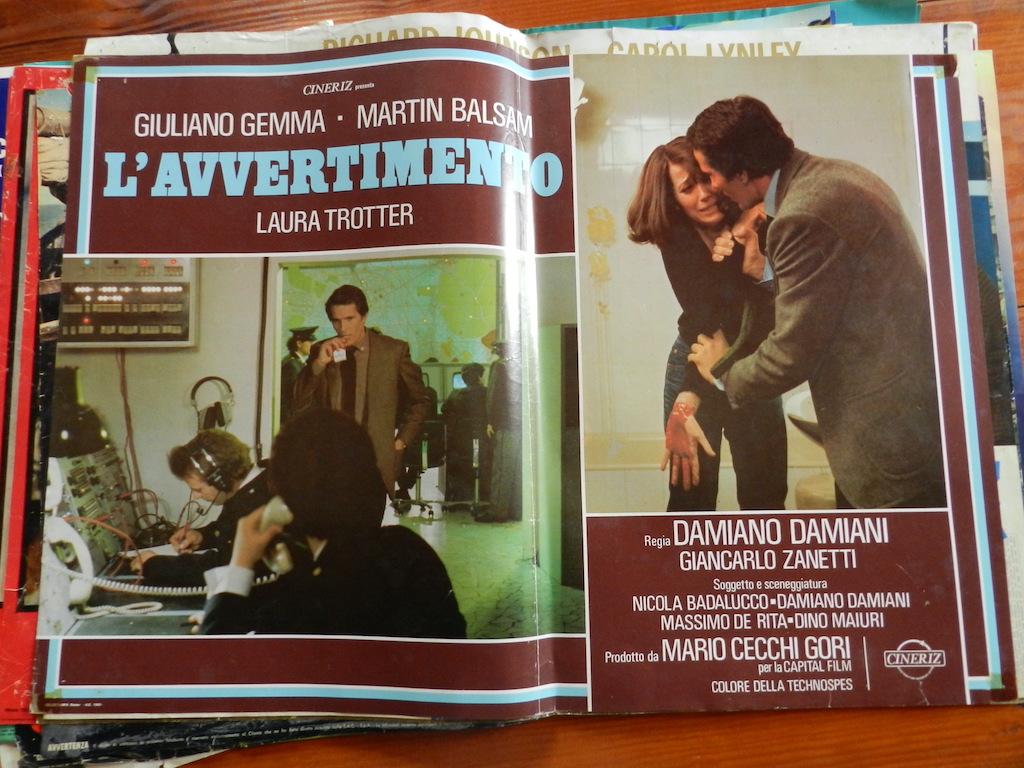 RICHARD JOHNSON CAROL LYNLEY
CINERIZ presenta
GIULIANO GEMMA · MARTIN BALSAM
L'AVVERTIMENTO
LAURA TROTTER
Regia DAMIANO DAMIANI
GIANCARLO ZANETTI
Soggetto e sceneggiatura
NICOLA BADALUCCO-DAMIANO DAMIANI
MASSIMO DE RITA-DINO MAIURI
Prodotto da MARIO CECCHI GORI
per la CAPITAL FILM
CINERIZ
COLORE DELLA TECHNOSPES
AVVERTENZA